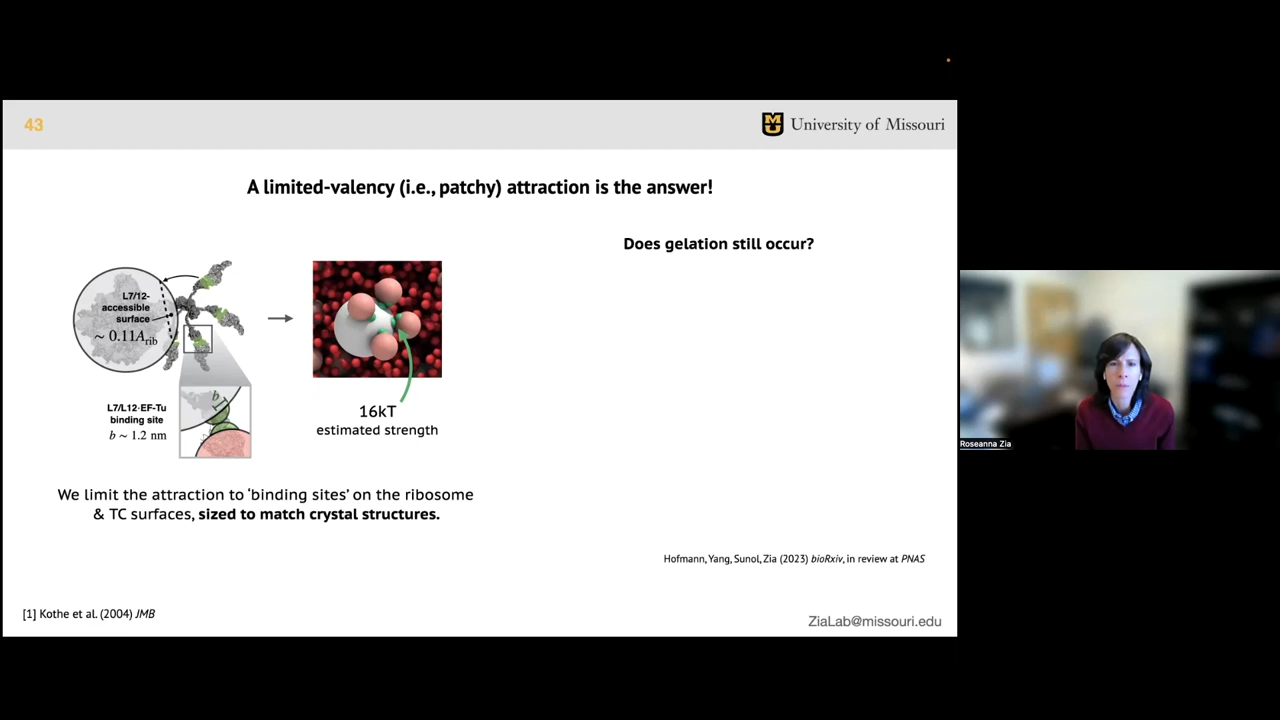 43
University of Missouri
A limited-valency (i.e., patchy) attraction is the answer!
Does gelation still occur?
L7/12-
accessible
surface
~ 0.11A_rib
L7/L12·EF-Tu
binding site
b ~ 1.2 nm
b
16kT
estimated strength
We limit the attraction to ‘binding sites’ on the ribosome
& TC surfaces, sized to match crystal structures.
Hofmann, Yang, Sunol, Zia (2023) bioRxiv, in review at PNAS
[1] Kothe et al. (2004) JMB
ZiaLab@missouri.edu
Roseanna Zia